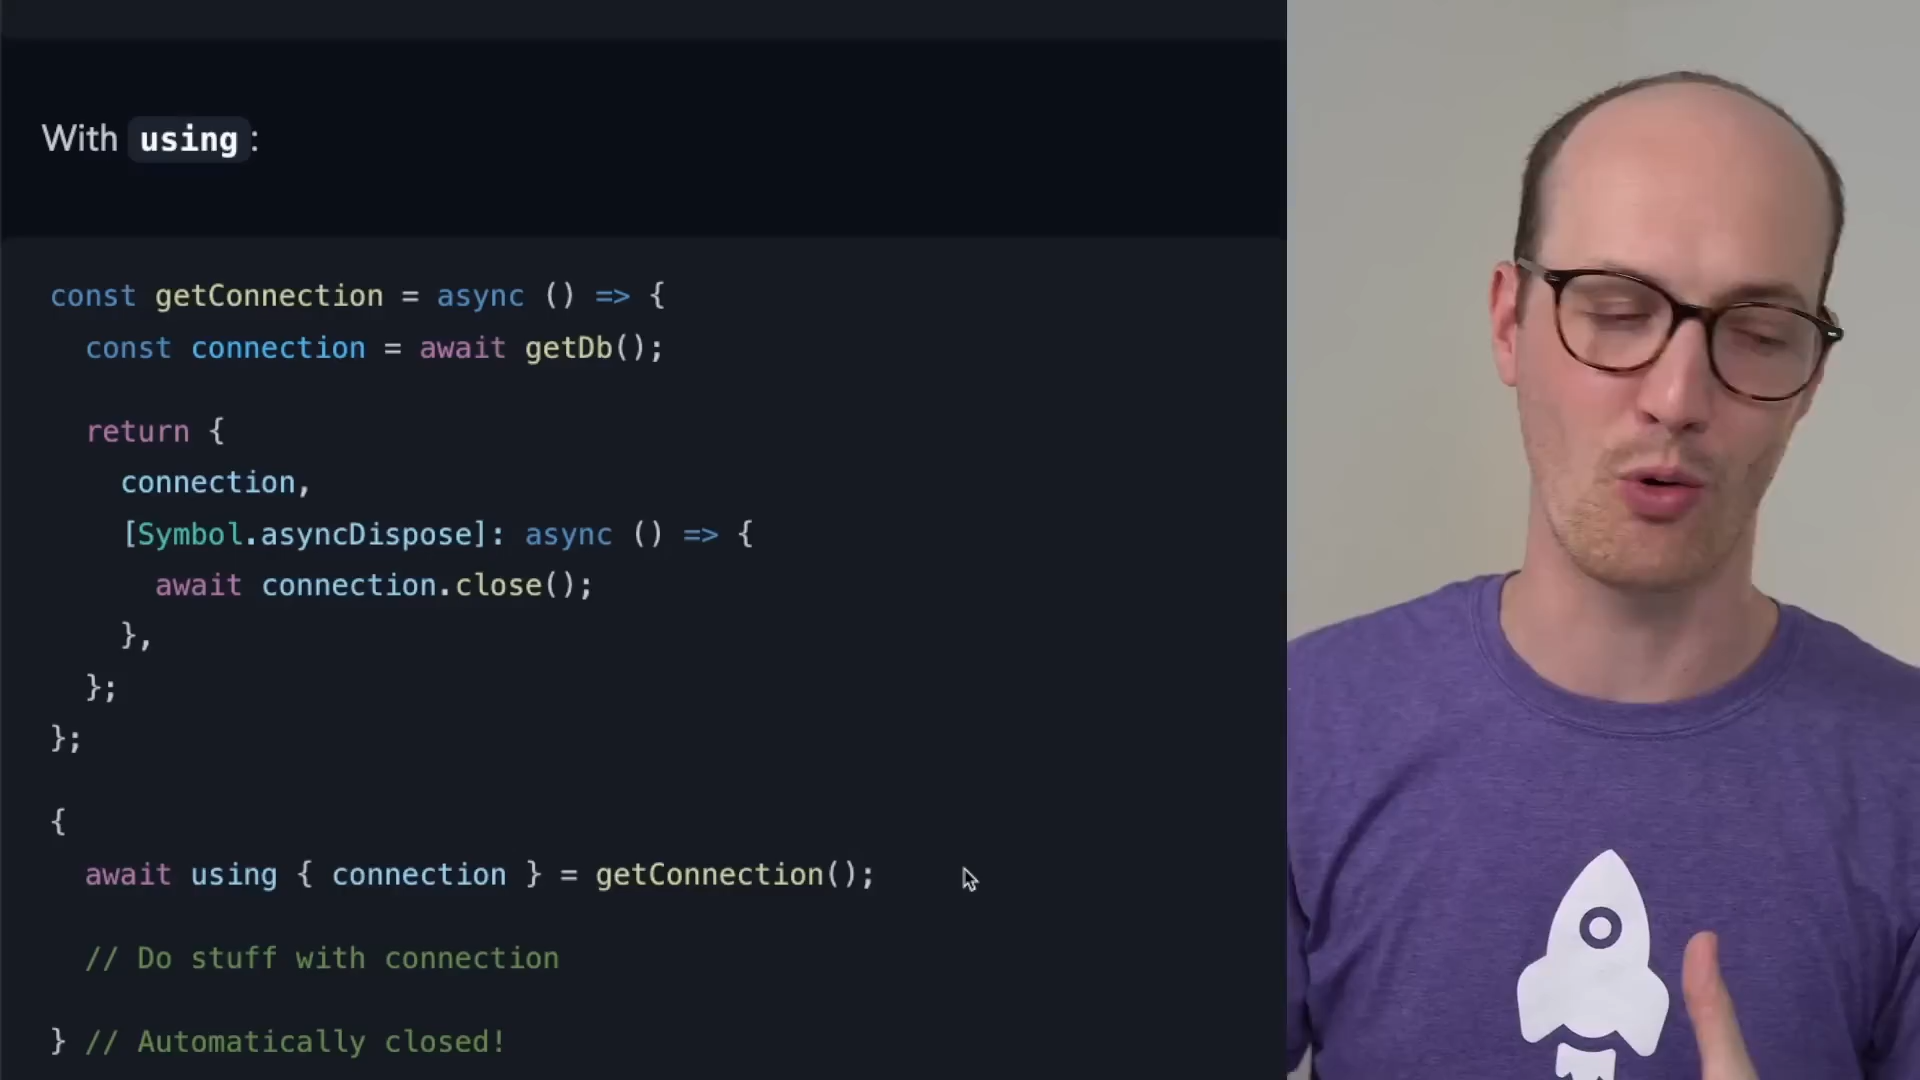 With using:
const getConnection = async () => {
const connection = await getDb();
return {
connection,
[Symbol.asyncDispose]: async () => {
await connection.close();
},
};
};
{
await using { connection } = getConnection();
// Do stuff with connection
} // Automatically closed!